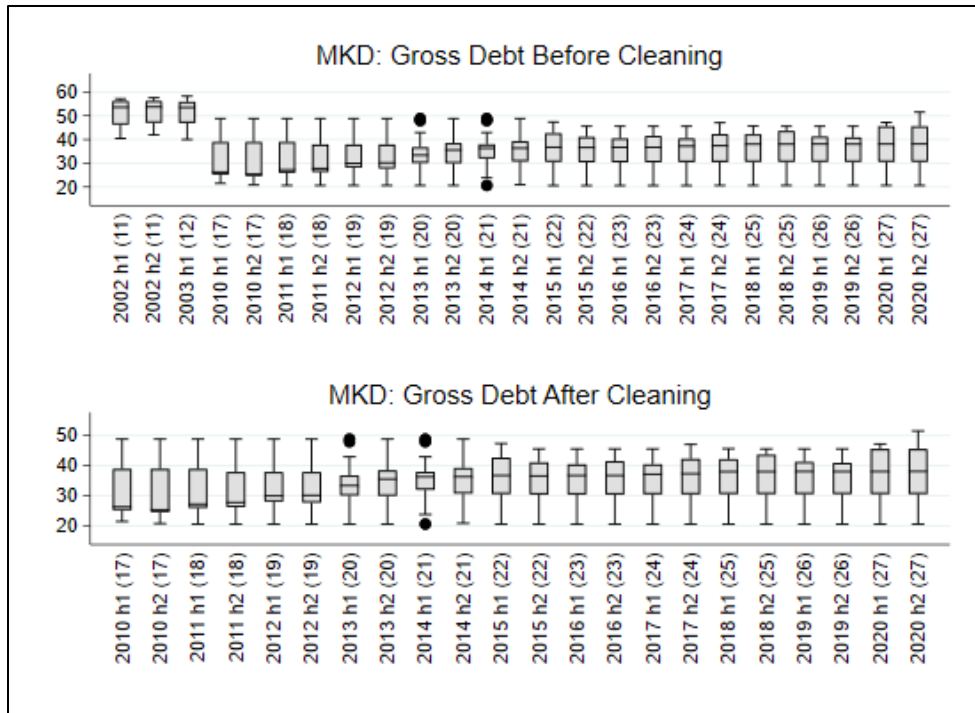 MKD: Gross Debt Before Cleaning
60
50
40
30
20
2002 h1 (11)
2002 h2 (11)
2003 h1 (12)
2010 h1 (17)
2010 h2 (17)
2011 h1 (18)
2011 h2 (18)
2012 h1 (19)
2012 h2 (19)
2013 h1 (20)
2013 h2 (20)
2014 h1 (21)
2014 h2 (21)
2015 h1 (22)
2015 h2 (22)
2016 h1 (23)
2016 h2 (23)
2017 h1 (24)
2017 h2 (24)
2018 h1 (25)
2018 h2 (25)
2019 h1 (26)
2019 h2 (26)
2020 h1 (27)
2020 h2 (27)
MKD: Gross Debt After Cleaning
50
40
30
20
2010 h1 (17)
2010 h2 (17)
2011 h1 (18)
2011 h2 (18)
2012 h1 (19)
2012 h2 (19)
2013 h1 (20)
2013 h2 (20)
2014 h1 (21)
2014 h2 (21)
2015 h1 (22)
2015 h2 (22)
2016 h1 (23)
2016 h2 (23)
2017 h1 (24)
2017 h2 (24)
2018 h1 (25)
2018 h2 (25)
2019 h1 (26)
2019 h2 (26)
2020 h1 (27)
2020 h2 (27)